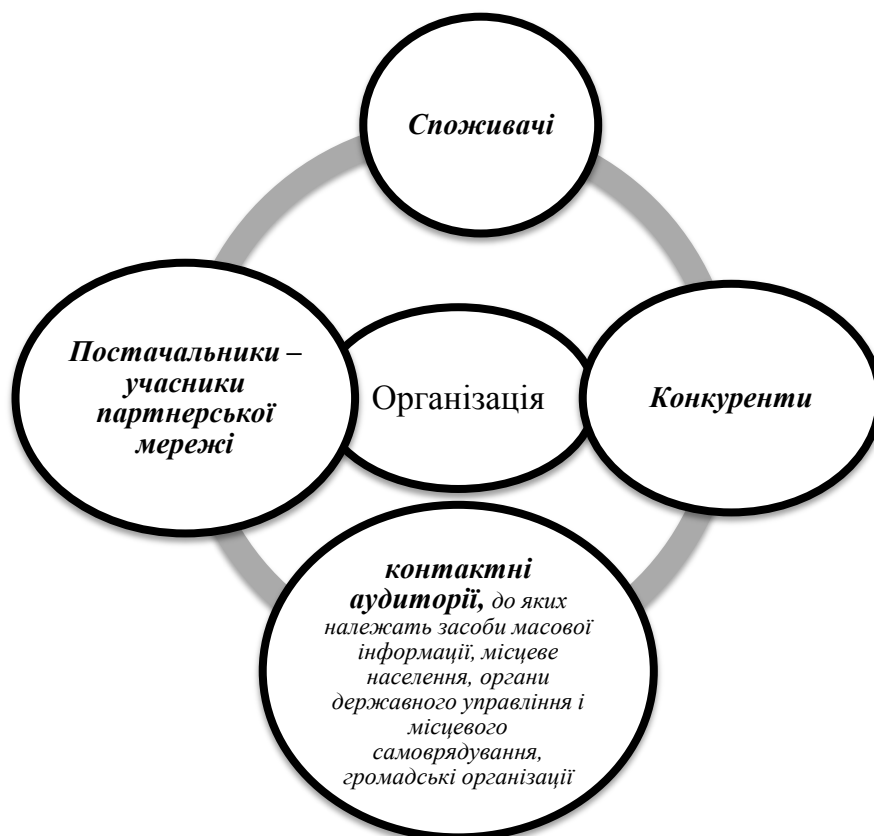 Споживачі
Постачальники –
учасники
партнерської
мережі
Організація
Конкуренти
контактні
аудиторії, до яких
належать засоби масової
інформації, місцеве
населення, органи
державного управління і
місцевого
самоврядування,
громадські організації